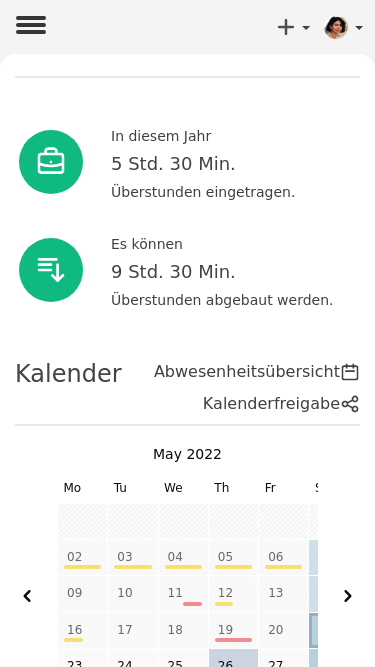 In diesem Jahr
5 Std. 30 Min.
Überstunden eingetragen.
Es können
9 Std. 30 Min.
Überstunden abgebaut werden.
Kalender
Abwesenheitsübersicht
Kalenderfreigabe
May 2022
Mo Tu We Th Fr
02 03 04 05 06
09 10 11 12 13
16 17 18 19 20
23 24 25 26 27